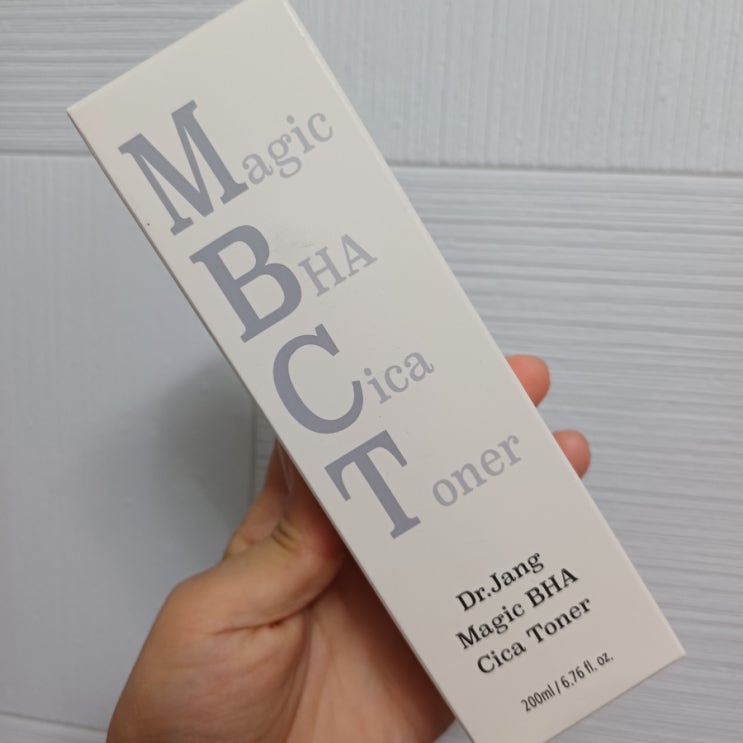 Magic
BHA
Cica
Toner
Dr.Jang
Magic BHA
Cica Toner
200ml / 6.76 fl. oz.